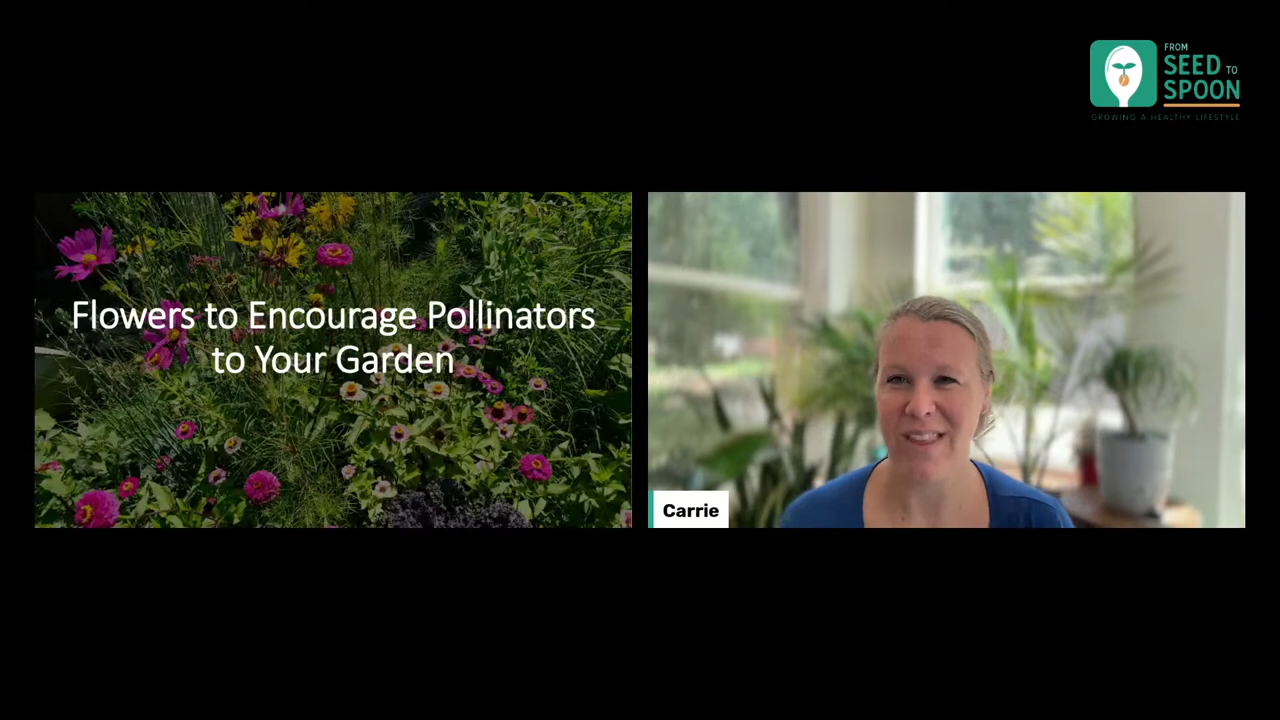 FROM
SEED TO
SPOON
GROWING A HEALTHY LIFESTYLE
Flowers to Encourage Pollinators
to Your Garden
Carrie